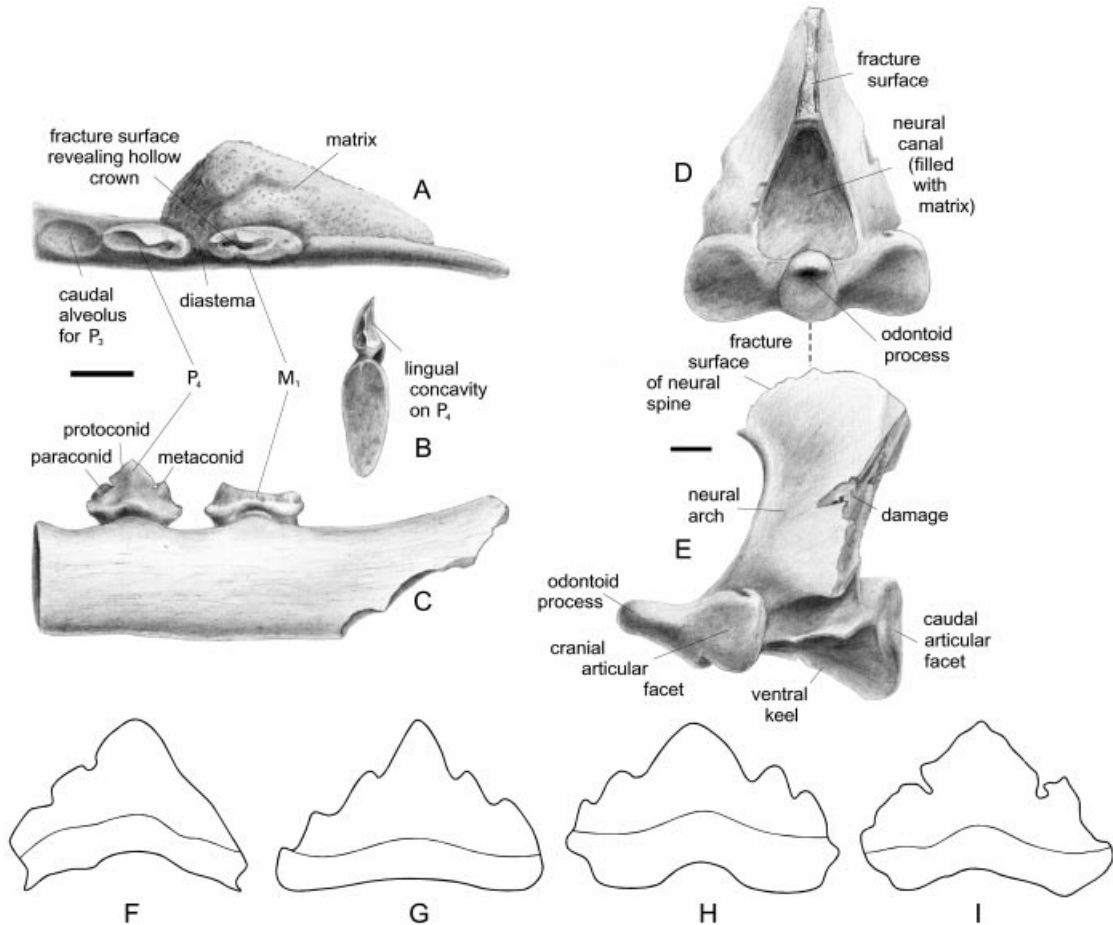 fracture surface
revealing hollow
crown
matrix
A
caudal
alveolus
for P3
diastema
P4
M1
lingual
concavity
on P4
B
protoconid
paraconid
metaconid
C
fracture
surface
neural
canal
(filled
with
matrix)
D
odontoid
process
fracture
surface
of neural
spine
neural
arch
damage
E
odontoid
process
cranial
articular
facet
ventral
keel
caudal
articular
facet
F
G
H
I